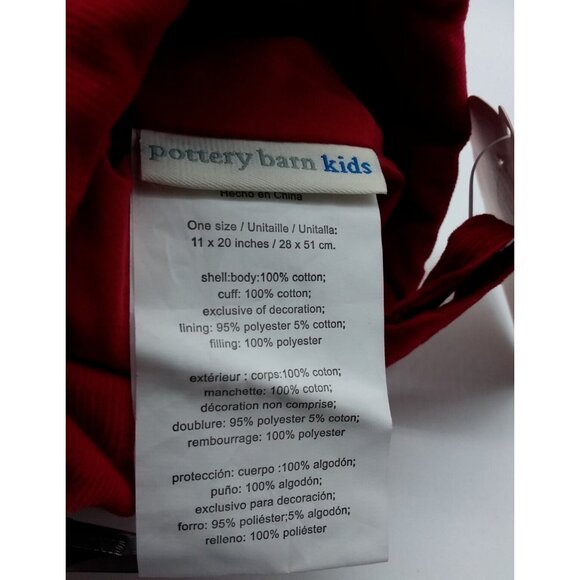 pottery barn kids
Hecho en China
One size / Unitaille / Unitalla:
11 x 20 inches / 28 x 51 cm.
shell:body:100% cotton;
cuff: 100% cotton;
exclusive of decoration;
lining: 95% polyester 5% cotton;
filling: 100% polyester
extérieur : corps:100% coton;
manchette: 100% coton;
décoration non comprise;
doublure: 95% polyester 5% coton;
rembourrage: 100% polyester
protección: cuerpo :100% algodón;
puño: 100% algodón;
exclusivo para decoración;
forro: 95% poliéster;5% algodón;
relleno: 100% poliéster